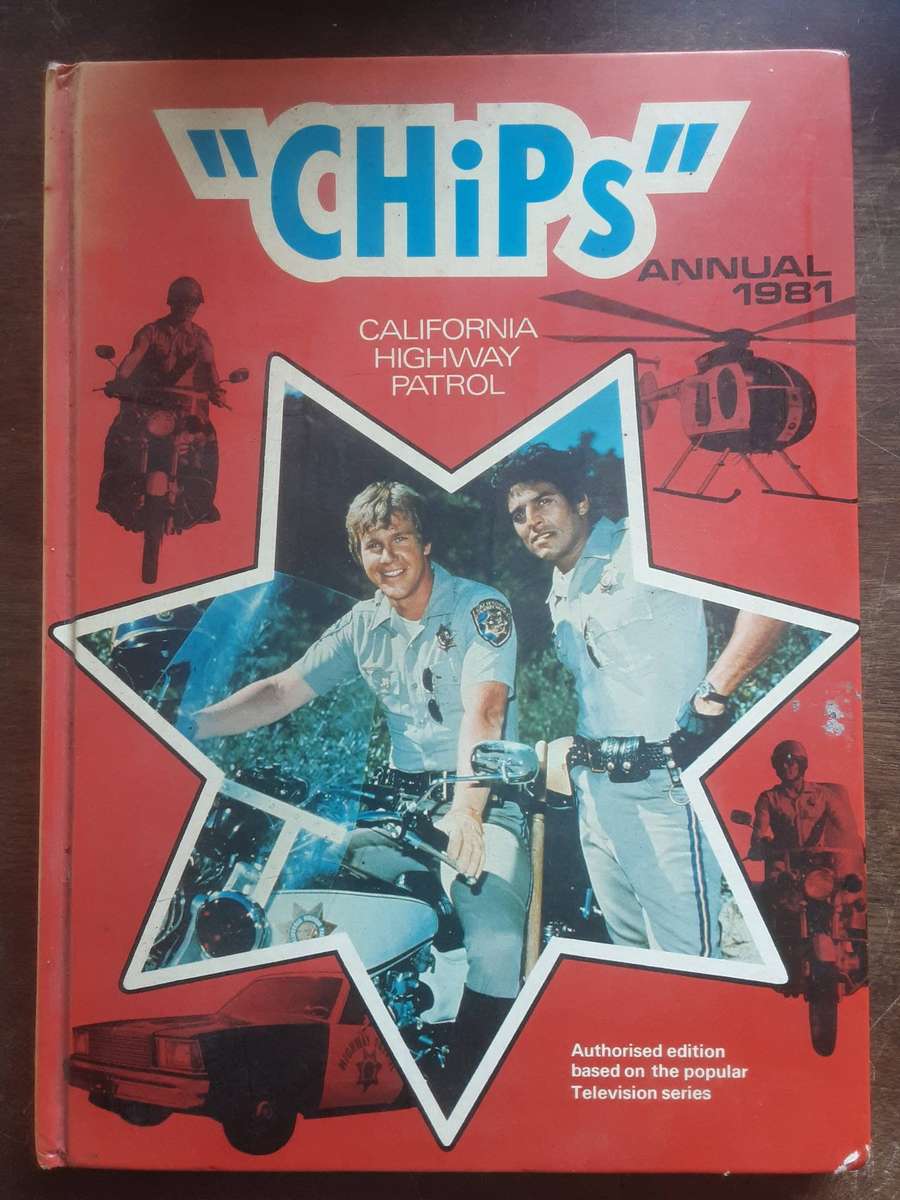 "CHiPs"
ANNUAL
1981
CALIFORNIA
HIGHWAY
PATROL
Authorised edition
based on the popular
Television series